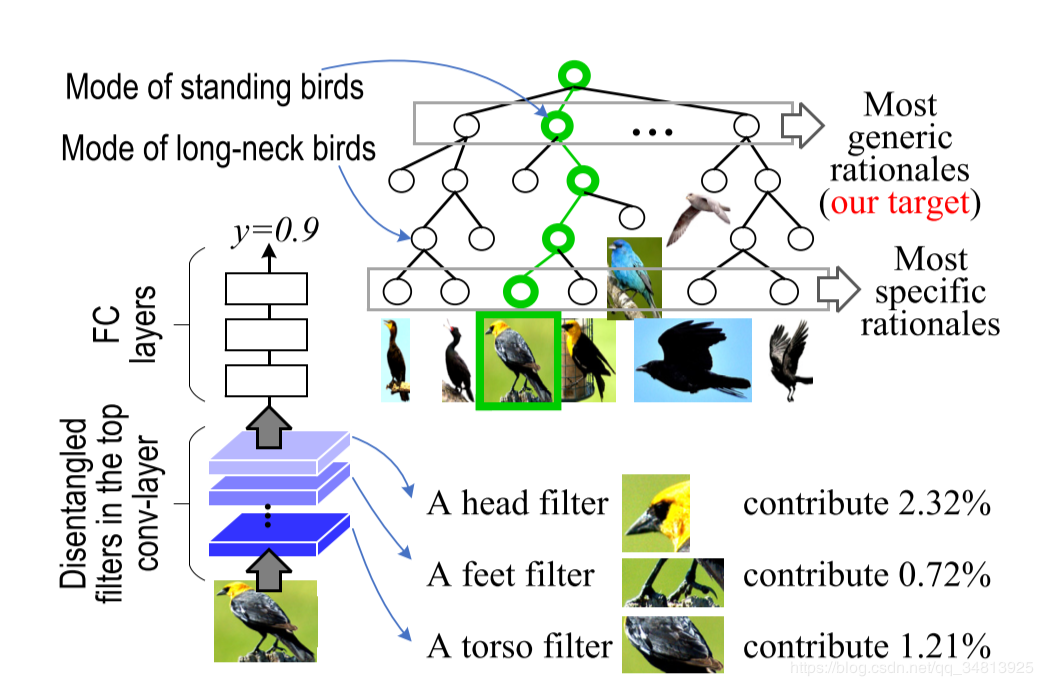 Mode of standing birds
Mode of long-neck birds
Most
generic
rationales
(our target)
Most
specific
rationales
y=0.9
FC
layers
Disentangled
filters in the top
conv-layer
A head filter
contribute 2.32%
A feet filter
contribute 0.72%
A torso filter
contribute 1.21%
https://blog.csdn.net/qq_34813925